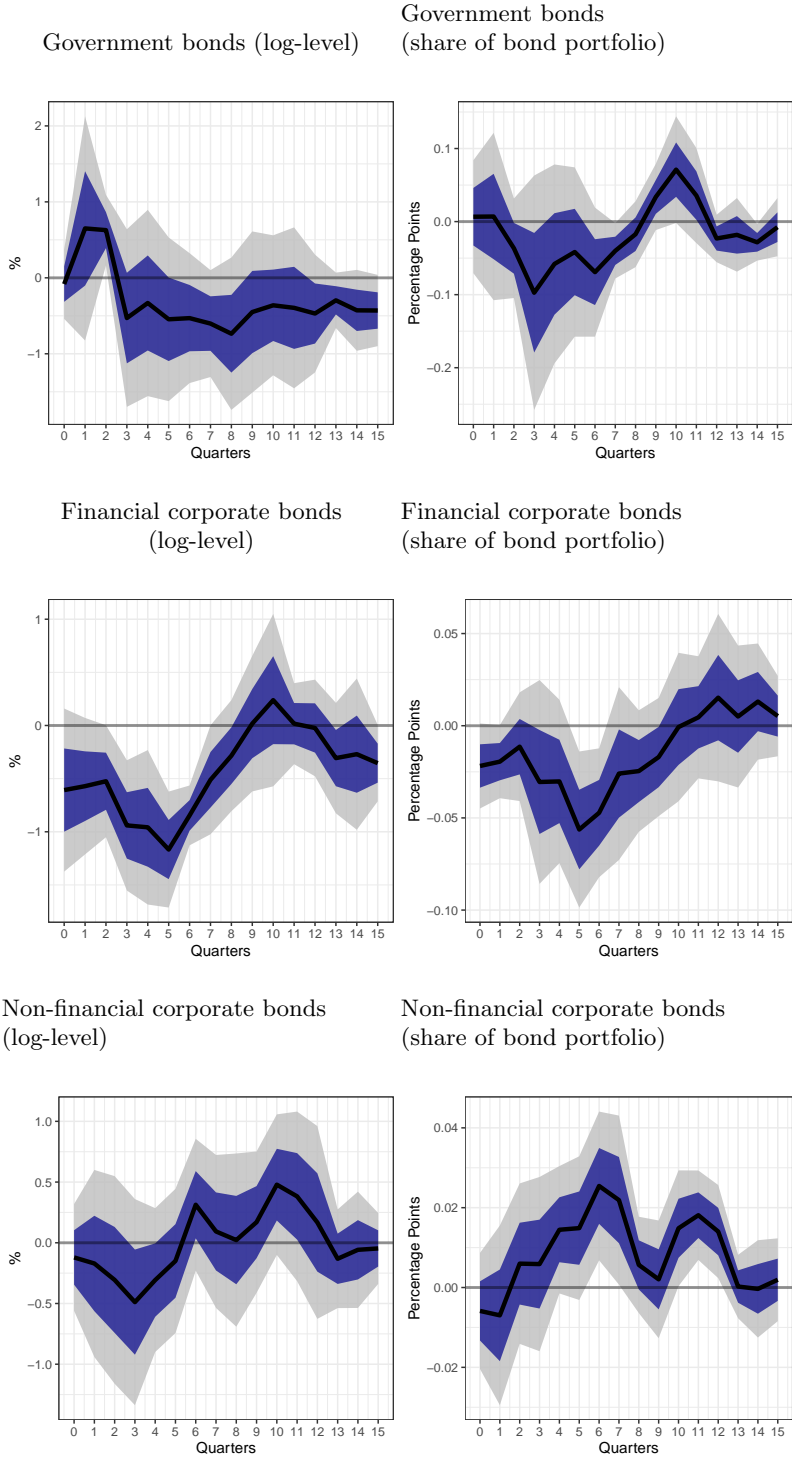 Government bonds (log-level)
Government bonds
(share of bond portfolio)
2
1
0
−1
%
0 1 2 3 4 5 6 7 8 9 10 11 12 13 14 15
Quarters
0.1
0.0
−0.1
−0.2
Percentage Points
0 1 2 3 4 5 6 7 8 9 10 11 12 13 14 15
Quarters
Financial corporate bonds
(log-level)
Financial corporate bonds
(share of bond portfolio)
1
0
−1
%
0 1 2 3 4 5 6 7 8 9 10 11 12 13 14 15
Quarters
0.05
0.00
−0.05
−0.10
Percentage Points
0 1 2 3 4 5 6 7 8 9 10 11 12 13 14 15
Quarters
Non-financial corporate bonds
(log-level)
Non-financial corporate bonds
(share of bond portfolio)
1.0
0.5
0.0
−0.5
−1.0
%
0 1 2 3 4 5 6 7 8 9 10 11 12 13 14 15
Quarters
0.04
0.02
0.00
−0.02
Percentage Points
0 1 2 3 4 5 6 7 8 9 10 11 12 13 14 15
Quarters